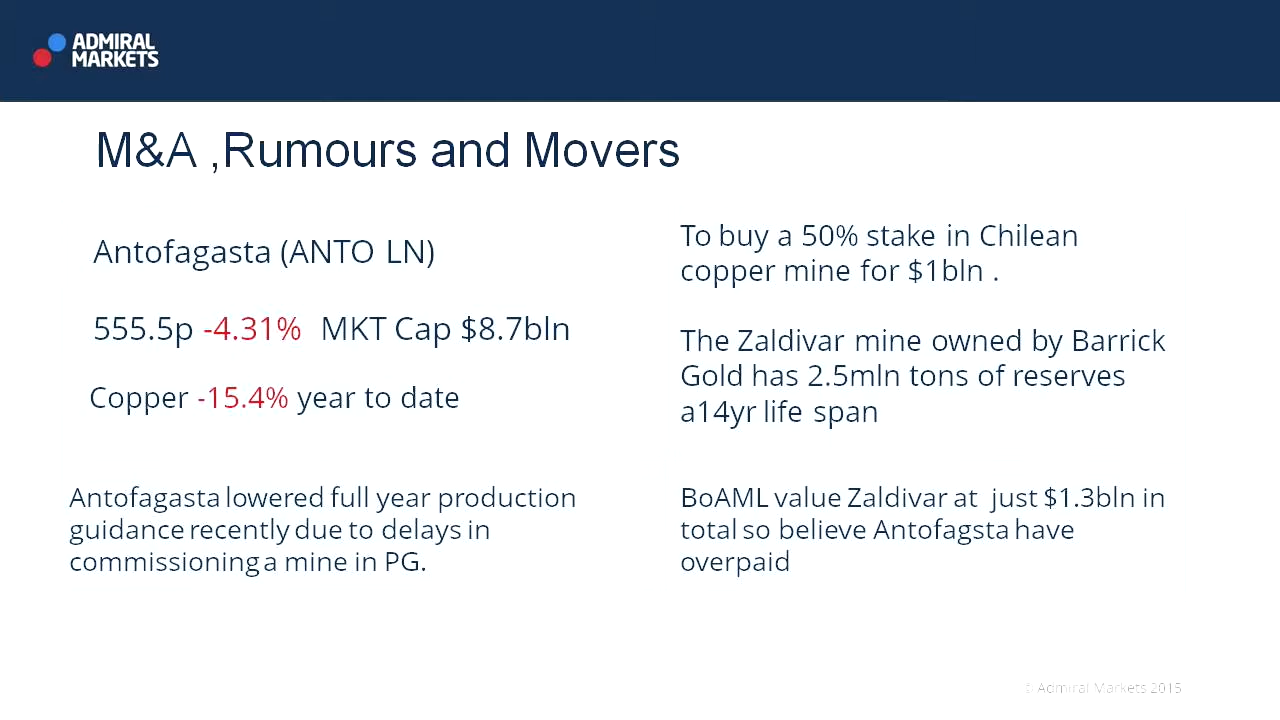 ADMIRAL
MARKETS
M&A ,Rumours and Movers
Antofagasta (ANTO LN)
555.5p -4.31% MKT Cap $8.7bln
Copper -15.4% year to date
Antofagasta lowered full year production
guidance recently due to delays in
commissioning a mine in PG.
To buy a 50% stake in Chilean
copper mine for $1bln .
The Zaldivar mine owned by Barrick
Gold has 2.5mln tons of reserves
a14yr life span
BoAML value Zaldivar at just $1.3bln in
total so believe Antofagsta have
overpaid
© Admiral Markets 2015